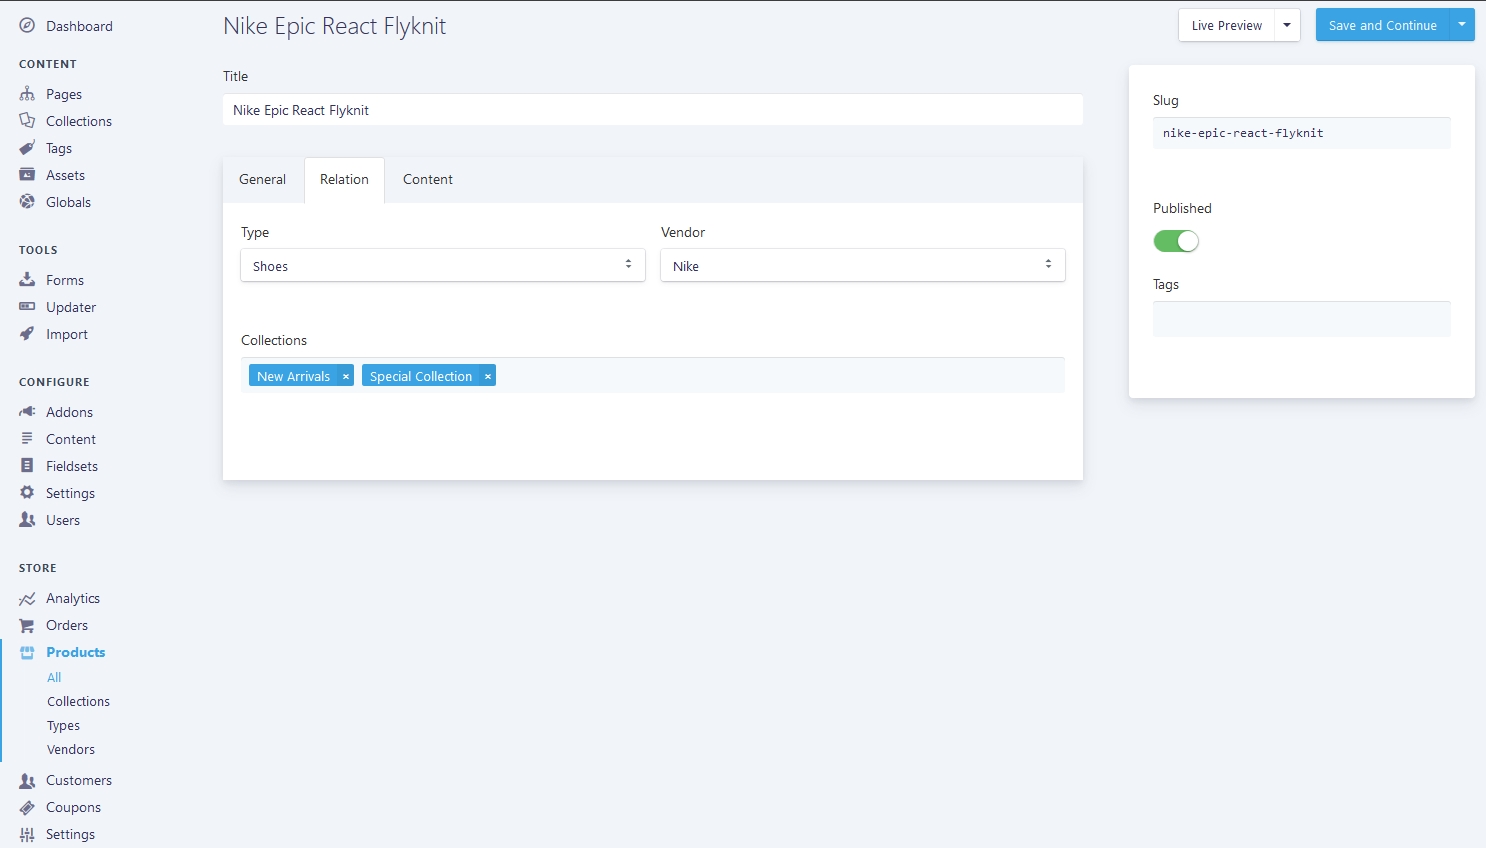 Dashboard
CONTENT
Pages
Collections
Tags
Assets
Globals
TOOLS
Forms
Updater
Import
CONFIGURE
Addons
Content
Fieldsets
Settings
Users
STORE
Analytics
Orders
Products
All
Collections
Types
Vendors
Customers
Coupons
Settings
Nike Epic React Flyknit
Live Preview
Save and Continue
Title
Nike Epic React Flyknit
General Relation Content
Type Vendor
Shoes Nike
Collections
New Arrivals × Special Collection ×
Slug
nike-epic-react-flyknit
Published
Tags